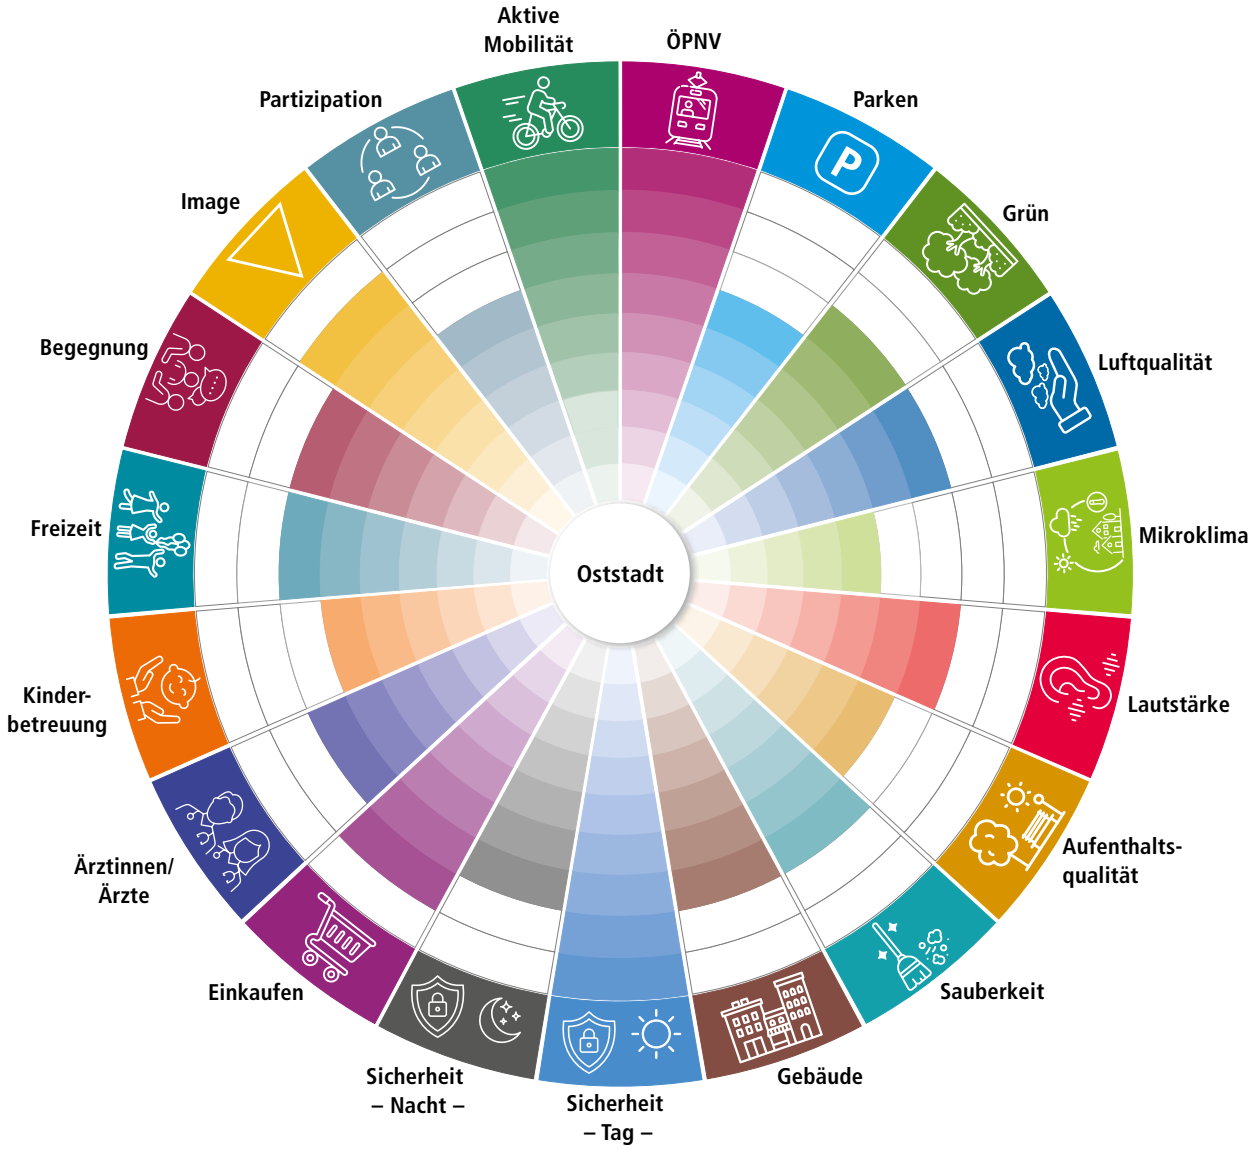 Aktive
Mobilität
ÖPNV
Parken
P
Grün
Luftqualität
Mikroklima
Lautstärke
Aufenthalts-
qualität
Sauberkeit
Gebäude
Sicherheit
– Tag –
Sicherheit
– Nacht –
Einkaufen
Ärztinnen/
Ärzte
Kinder-
betreuung
Freizeit
Begegnung
Image
Partizipation
Oststadt